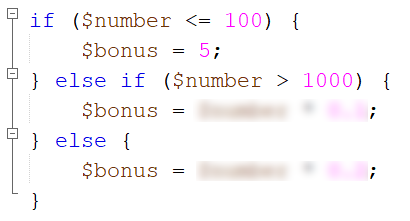 if ($number <= 100) {
$bonus = 5;
} else if ($number > 1000) {
$bonus = ;
} else {
$bonus = ;
}